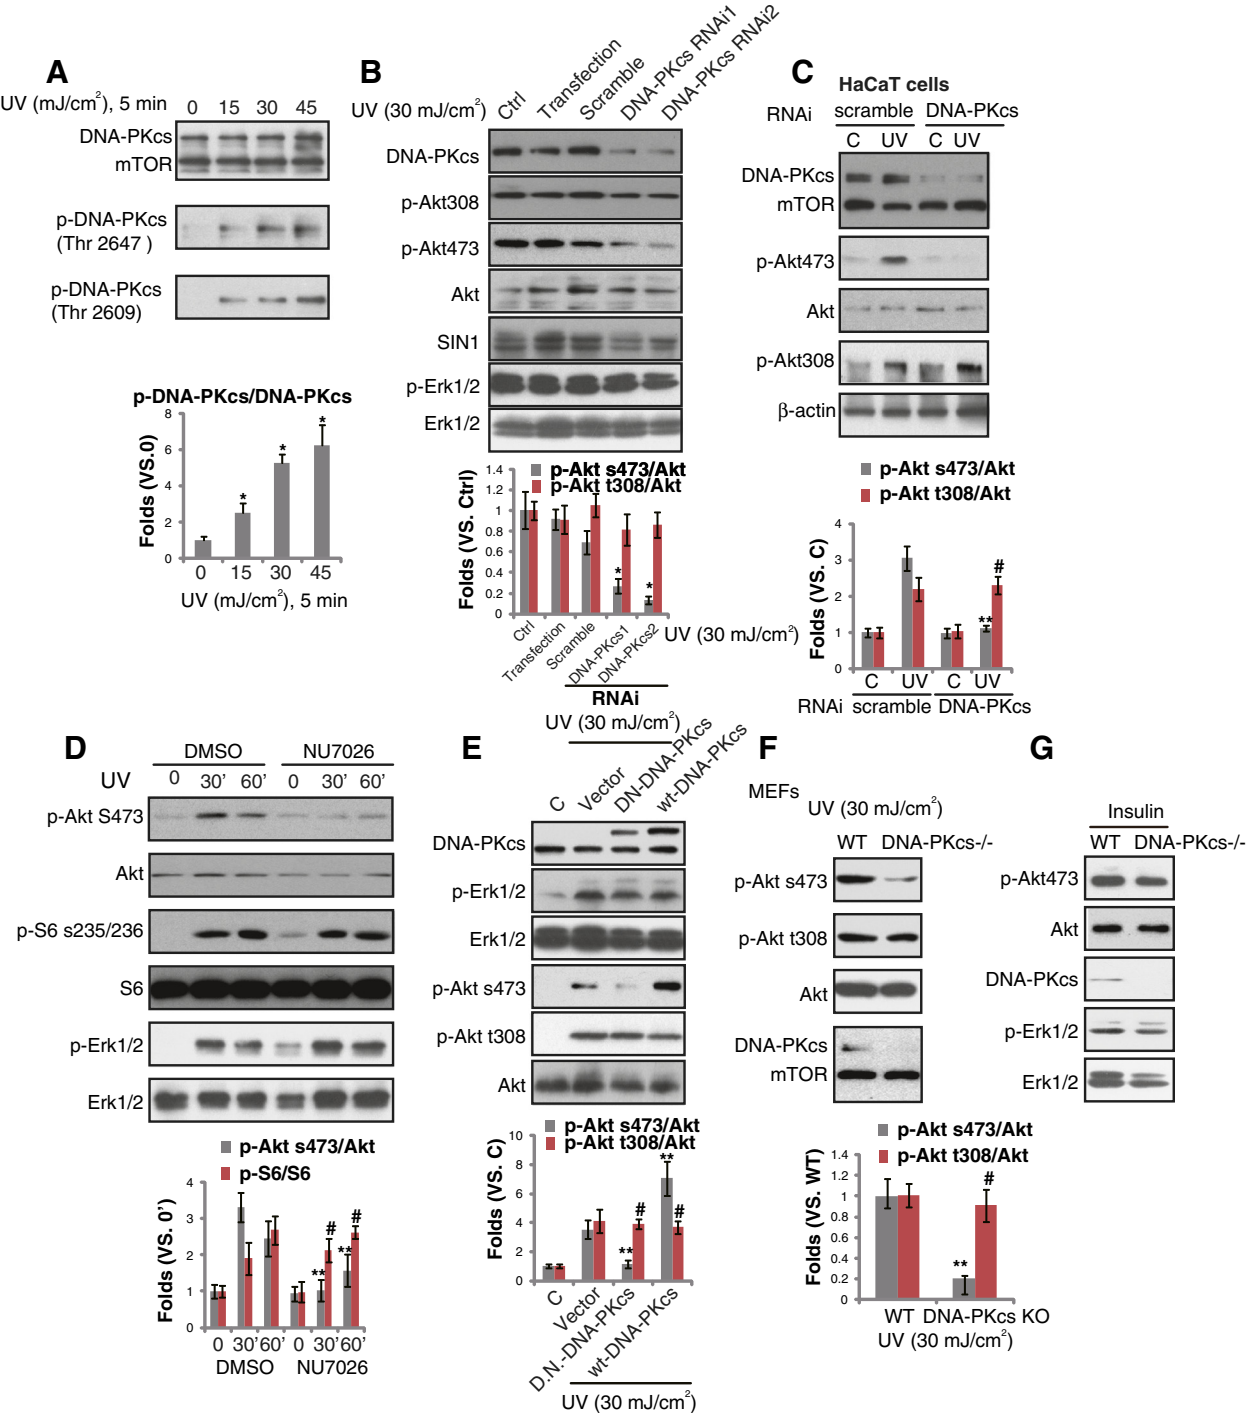 A
UV (mJ/cm²), 5 min 0 15 30 45
DNA-PKcs
mTOR
p-DNA-PKcs
(Thr 2647 )
p-DNA-PKcs
(Thr 2609)
p-DNA-PKcs/DNA-PKcs
Folds (VS.0)
8
6
4
2
0
* * *
0 15 30 45
UV (mJ/cm²), 5 min
B
UV (30 mJ/cm²) Ctrl Transfection Scramble DNA-PKcs RNAi1 DNA-PKcs RNAi2
DNA-PKcs
p-Akt308
p-Akt473
Akt
SIN1
p-Erk1/2
Erk1/2
p-Akt s473/Akt
p-Akt t308/Akt
Folds (VS. Ctrl)
1.4
1.2
1
0.8
0.6
0.4
0.2
0
* *
Ctrl Transfection Scramble DNA-PKcs1 DNA-PKcs2
UV (30 mJ/cm²)
RNAi
C
HaCaT cells
RNAi scramble DNA-PKcs
C UV C UV
DNA-PKcs
mTOR
p-Akt473
Akt
p-Akt308
β-actin
p-Akt s473/Akt
p-Akt t308/Akt
Folds (VS. C)
4
3
2
1
0
** #
C UV C UV
RNAi scramble DNA-PKcs
D
DMSO NU7026
UV 0 30’ 60’ 0 30’ 60’
p-Akt S473
Akt
p-S6 s235/236
S6
p-Erk1/2
Erk1/2
p-Akt s473/Akt
p-S6/S6
Folds (VS. 0’)
4
3
2
1
0
** # ** #
0 30’ 60’ 0 30’ 60’
DMSO NU7026
E
UV (30 mJ/cm²)
C Vector DN-DNA-PKcs wt-DNA-PKcs
DNA-PKcs
p-Erk1/2
Erk1/2
p-Akt s473
p-Akt t308
Akt
p-Akt s473/Akt
p-Akt t308/Akt
Folds (VS. C)
10
8
6
4
2
0
** # ** #
C Vector D.N.-DNA-PKcs wt-DNA-PKcs
UV (30 mJ/cm²)
F
MEFs
UV (30 mJ/cm²)
WT DNA-PKcs-/-
p-Akt s473
p-Akt t308
Akt
DNA-PKcs
mTOR
p-Akt s473/Akt
p-Akt t308/Akt
Folds (VS. WT)
1.4
1.2
1
0.8
0.6
0.4
0.2
0
** #
WT DNA-PKcs KO
UV (30 mJ/cm²)
G
Insulin
WT DNA-PKcs-/-
p-Akt473
Akt
DNA-PKcs
p-Erk1/2
Erk1/2